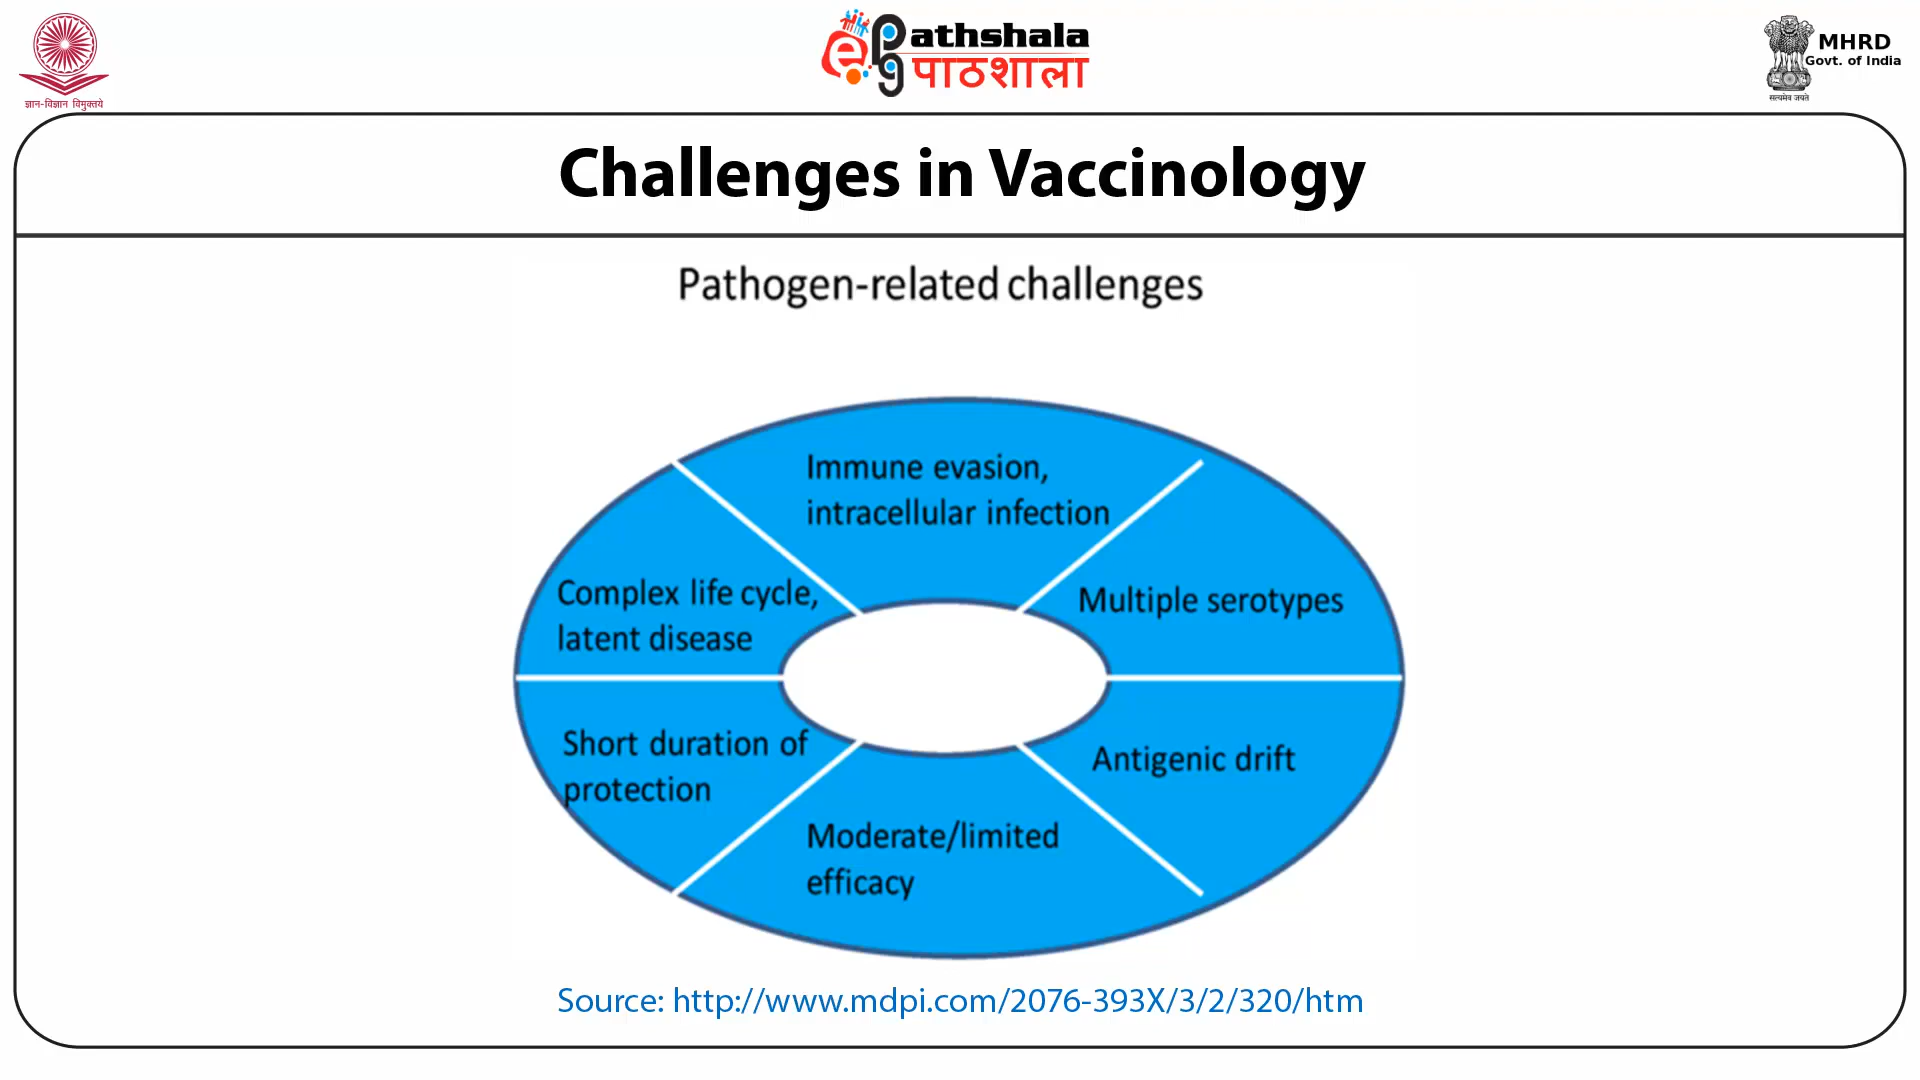 ज्ञान-विज्ञान विमुक्तये
ePG Pathshala
पाठशाला
MHRD
Govt. of India
सत्यमेव जयते
Challenges in Vaccinology
Pathogen-related challenges
Immune evasion,
intracellular infection
Multiple serotypes
Antigenic drift
Moderate/limited
efficacy
Short duration of
protection
Complex life cycle,
latent disease
Source: http://www.mdpi.com/2076-393X/3/2/320/htm